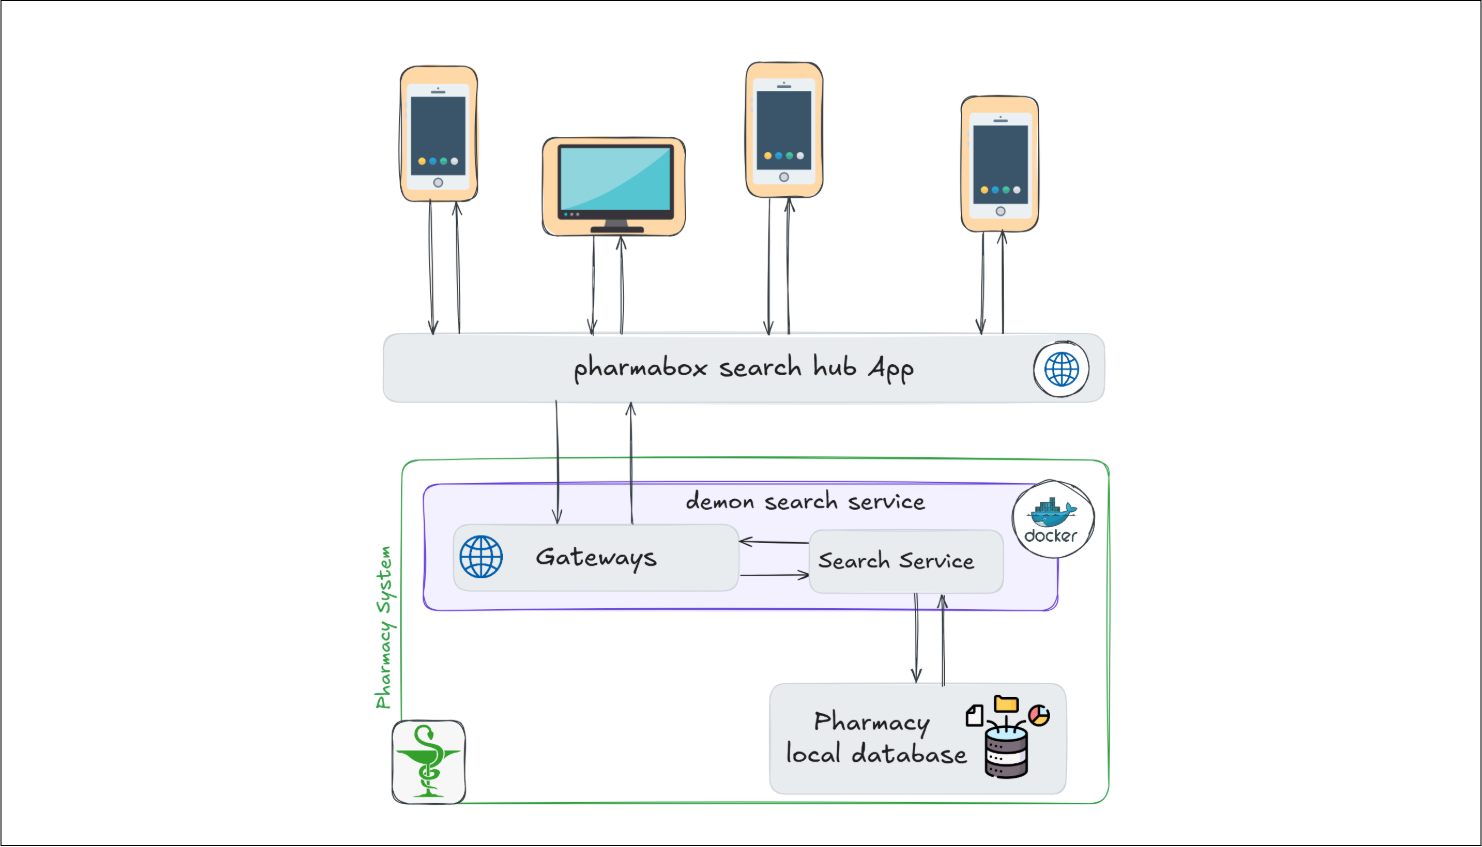 pharmabox search hub App
demon search service
docker
Gateways
Search Service
Pharmacy System
Pharmacy
local database